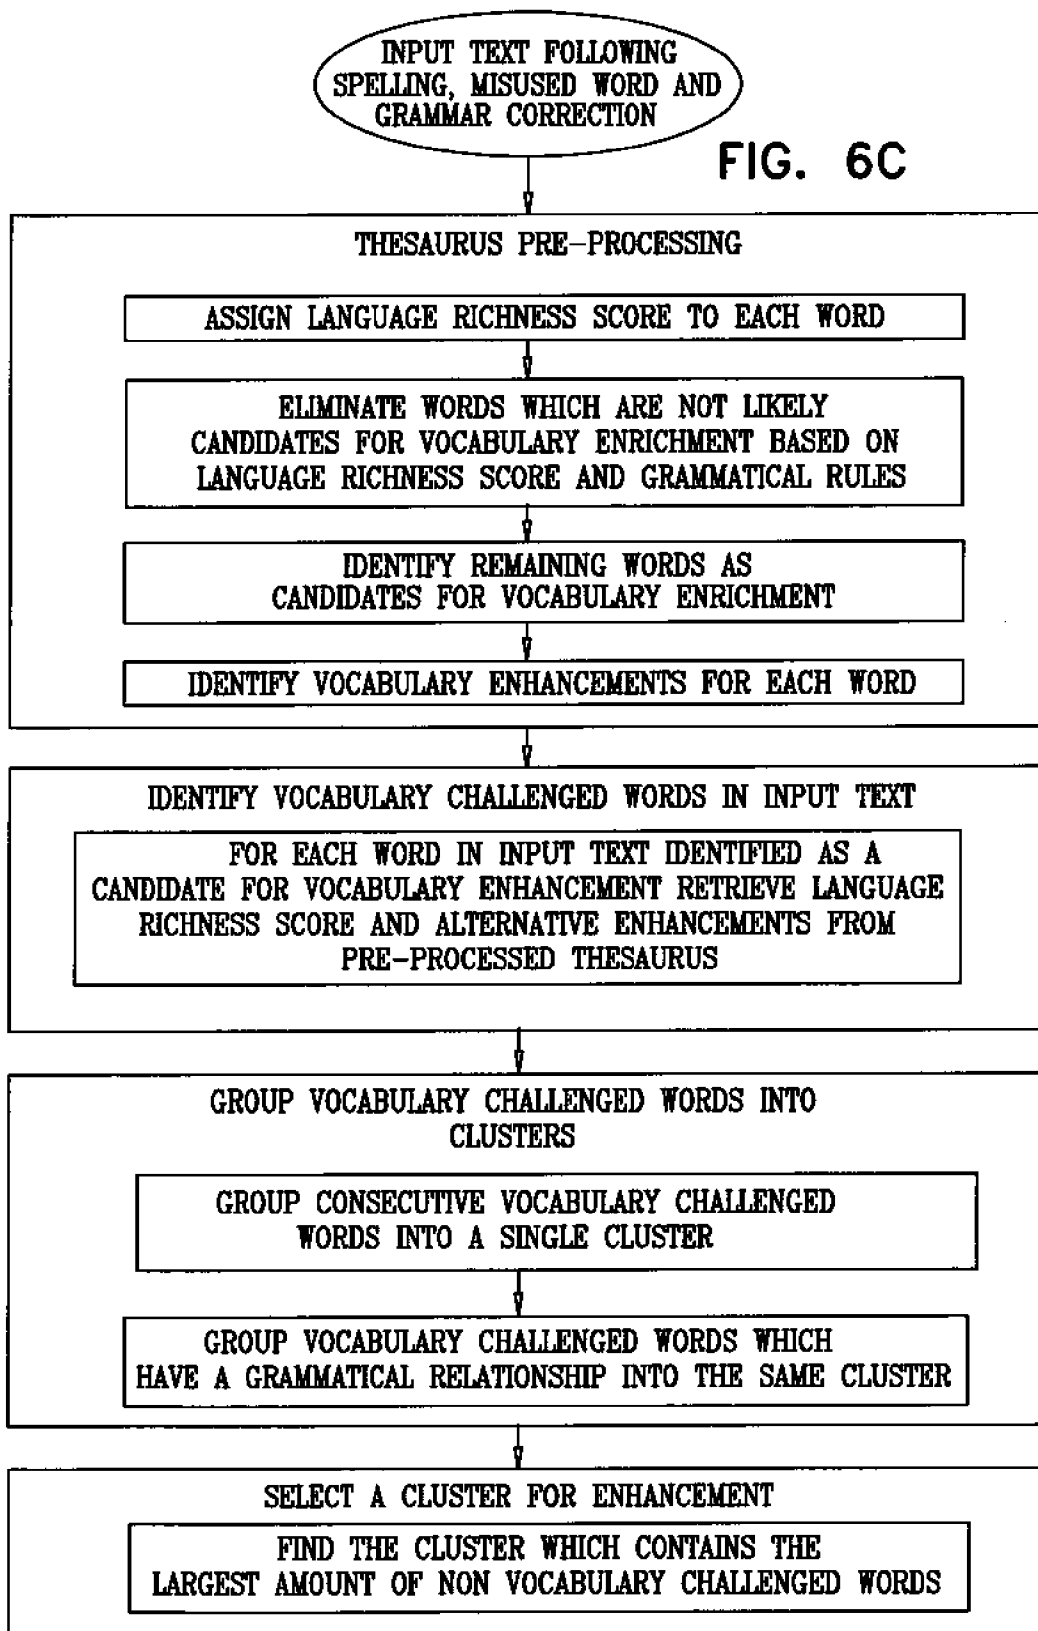 INPUT TEXT FOLLOWING
SPELLING, MISUSED WORD AND
GRAMMAR CORRECTION
FIG. 6C
THESAURUS PRE-PROCESSING
ASSIGN LANGUAGE RICHNESS SCORE TO EACH WORD
ELIMINATE WORDS WHICH ARE NOT LIKELY
CANDIDATES FOR VOCABULARY ENRICHMENT BASED ON
LANGUAGE RICHNESS SCORE AND GRAMMATICAL RULES
IDENTIFY REMAINING WORDS AS
CANDIDATES FOR VOCABULARY ENRICHMENT
IDENTIFY VOCABULARY ENHANCEMENTS FOR EACH WORD
IDENTIFY VOCABULARY CHALLENGED WORDS IN INPUT TEXT
FOR EACH WORD IN INPUT TEXT IDENTIFIED AS A
CANDIDATE FOR VOCABULARY ENHANCEMENT RETRIEVE LANGUAGE
RICHNESS SCORE AND ALTERNATIVE ENHANCEMENTS FROM
PRE-PROCESSED THESAURUS
GROUP VOCABULARY CHALLENGED WORDS INTO
CLUSTERS
GROUP CONSECUTIVE VOCABULARY CHALLENGED
WORDS INTO A SINGLE CLUSTER
GROUP VOCABULARY CHALLENGED WORDS WHICH
HAVE A GRAMMATICAL RELATIONSHIP INTO THE SAME CLUSTER
SELECT A CLUSTER FOR ENHANCEMENT
FIND THE CLUSTER WHICH CONTAINS THE
LARGEST AMOUNT OF NON VOCABULARY CHALLENGED WORDS